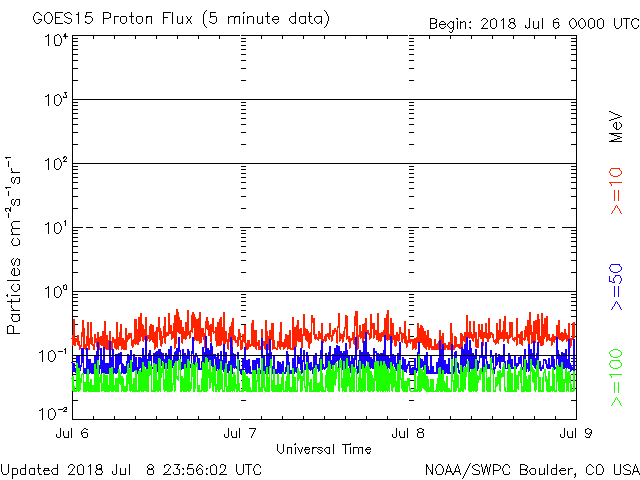 GOES15 Proton Flux (5 minute data)
Begin: 2018 Jul 6 0000 UTC
Particles cm⁻²s⁻¹sr⁻¹
10⁴
10³
10²
10¹
10⁰
10⁻¹
10⁻²
Jul 6
Jul 7
Jul 8
Jul 9
Universal Time
MeV
>=10
>=50
>=100
Updated 2018 Jul 8 23:56:02 UTC
NOAA/SWPC Boulder, CO USA